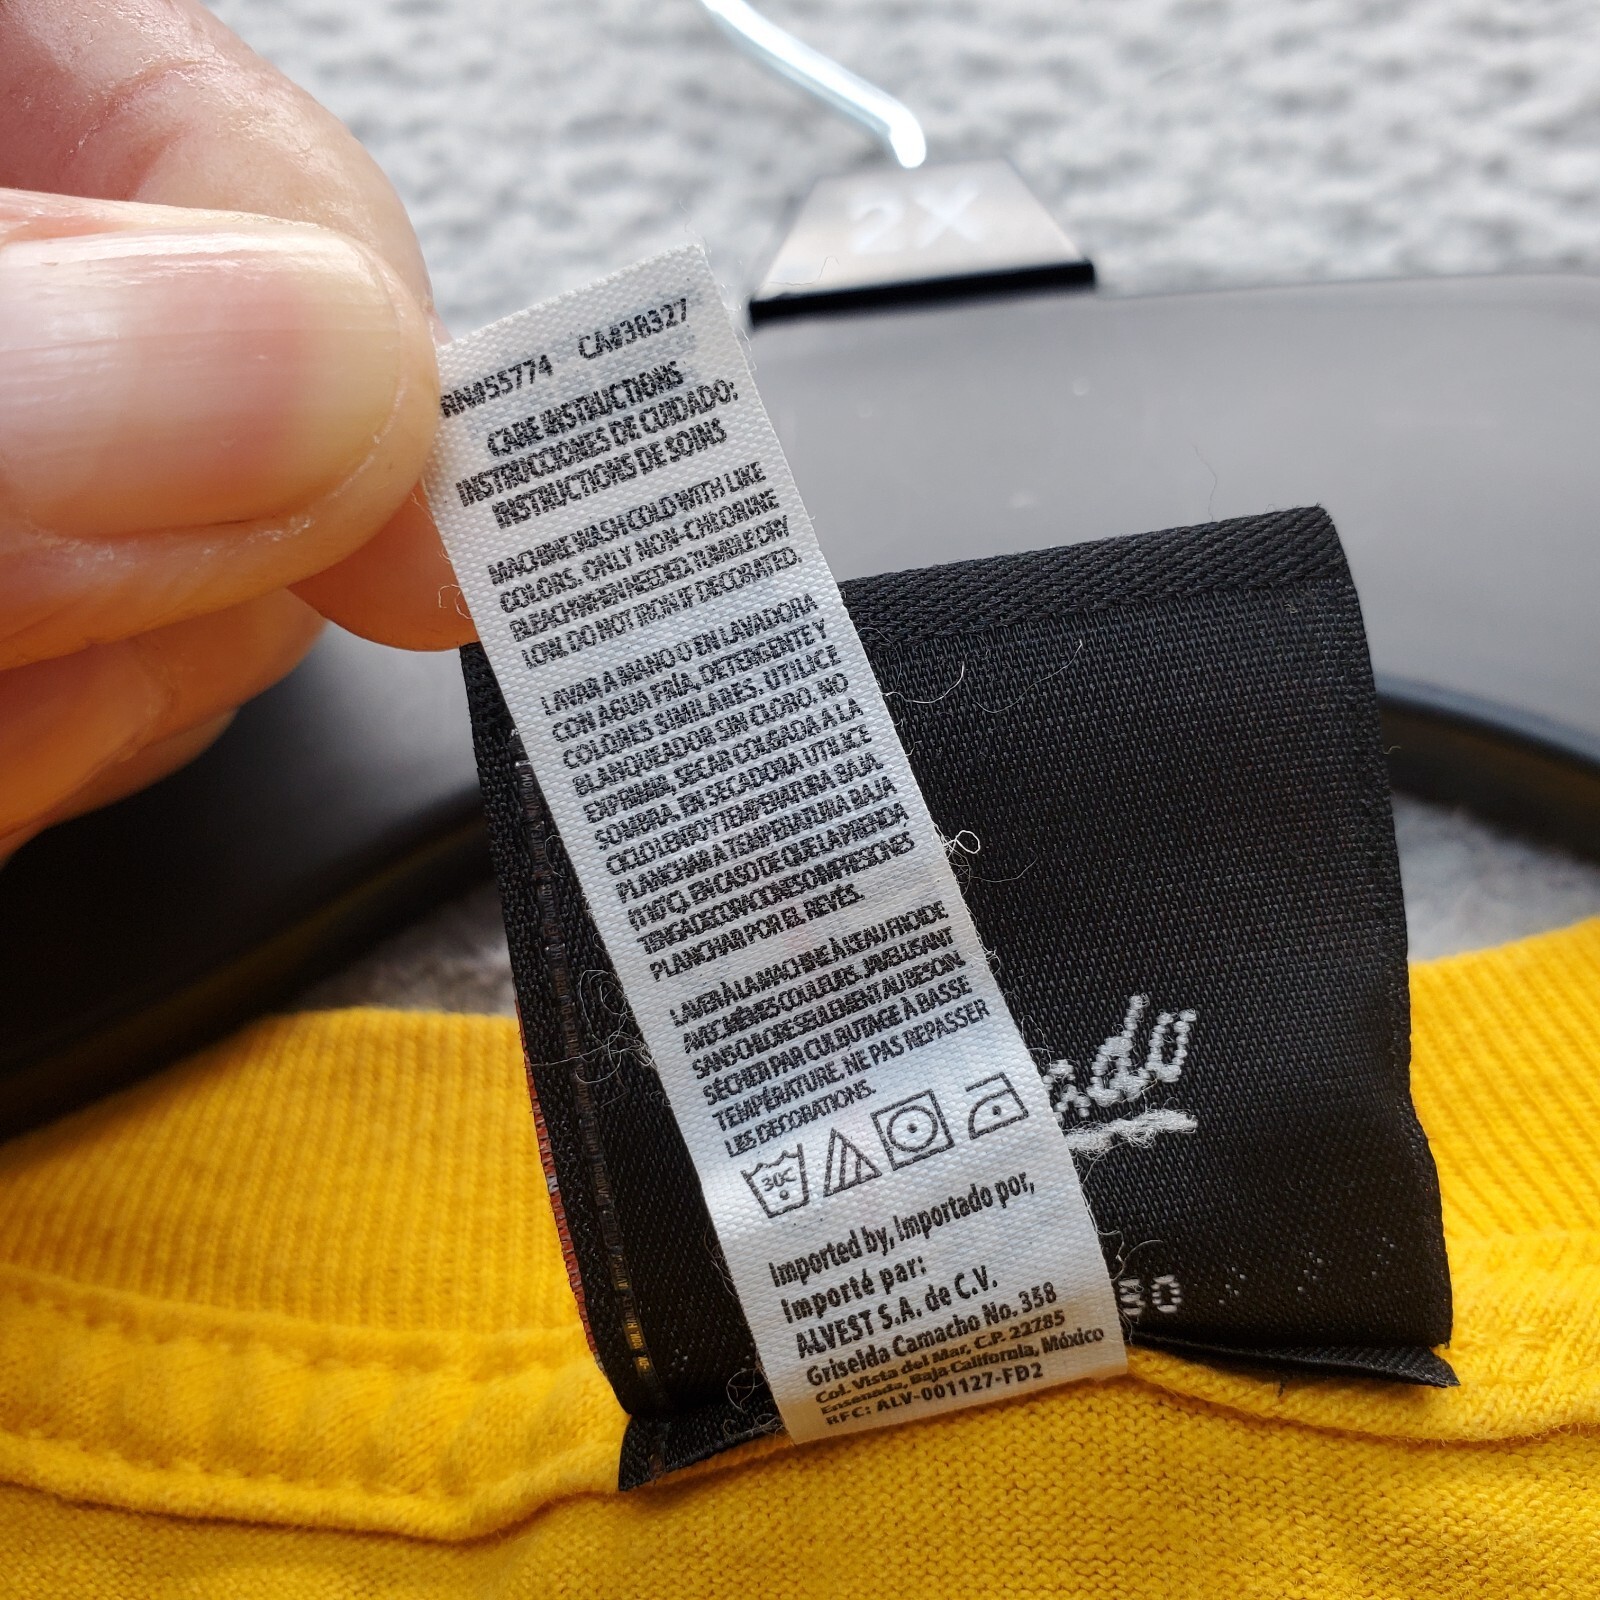 2X
RN#55774 CA#38327
CARE INSTRUCTIONS
INSTRUCCIONES DE CUIDADO:
INSTRUCTIONS DE SOINS
MACHINE WASH COLD WITH LIKE
COLORS. ONLY NON-CHLORINE
BLEACH WHEN NEEDED. TUMBLE DRY
LOW. DO NOT IRON IF DECORATED.
LAVAR A MANO O EN LAVADORA
CON AGUA FRIA, DETERGENTE Y
COLORES SIMILARES. UTILICE
BLANQUEADOR SIN CLORO. NO
EXPRIMA, SECAR COLGADA A LA
SOMBRA. EN SECADORA UTILICE
CICLO LENTO Y TEMPERATURA BAJA.
PLANCHAR A TEMPERATURA BAJA
(110°C). EN CASO DE QUE LA PRENDA
TENGA DECORACIONES O IMPRESIONES
PLANCHAR POR EL REVÉS.
LAVER À LA MACHINE À L'EAU FROIDE
AVEC MÊMES COULEURS. JAVELLISANT
SANS CHLORE SEULEMENT AU BESOIN.
SÉCHER PAR CULBUTAGE À BASSE
TEMPÉRATURE. NE PAS REPASSER
LES DECORATIONS.
30C
Imported by, Importado por,
Importé par:
ALVEST S.A. de C.V.
Griselda Camacho No. 358
Col. Vista del Mar, C.P. 22785
Ensenada, Baja California, México
RFC: ALV-001127-FD2
ado
50